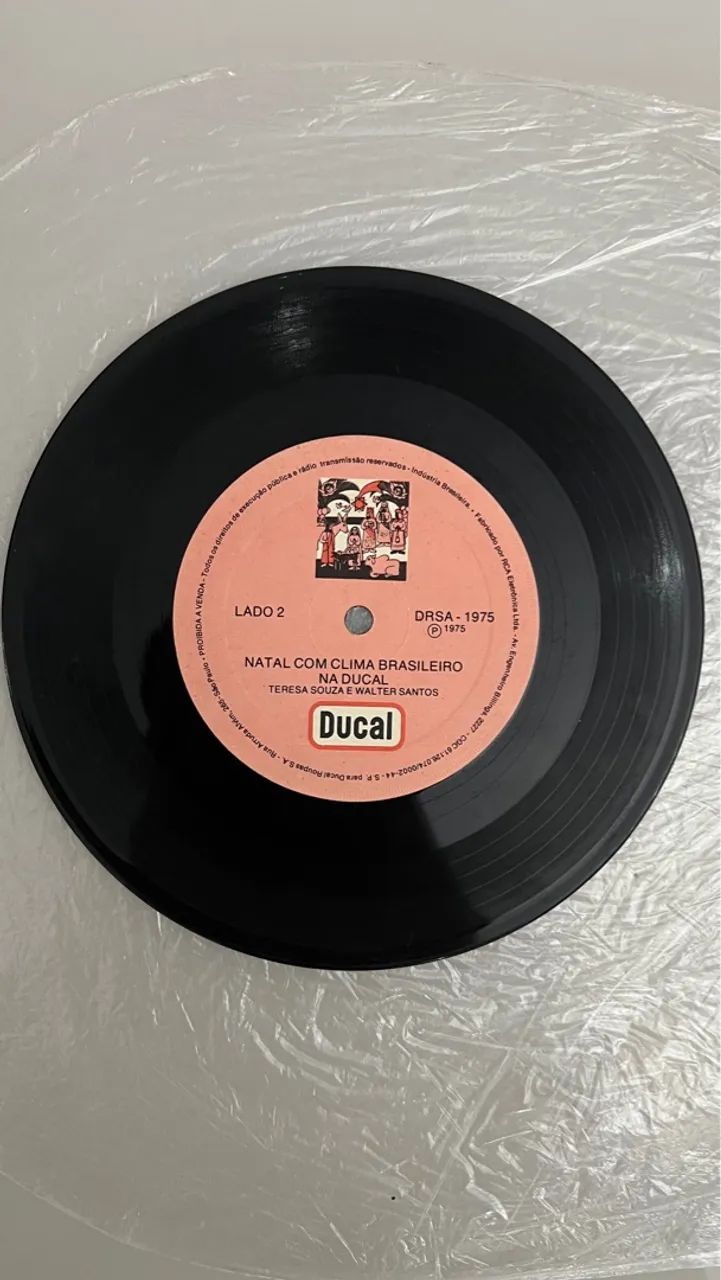 PROIBIDA A VENDA - Todos os direitos de execução pública e rádio transmissão reservados - Indústria Brasileira. - Fabricado por RCA Eletrônica Ltda. - Av. Engenheiro Billings, 2227 - CGC 61.126.074/0002-44 - S.P. para Ducal Roupas S.A. - Rua Arruda Alvim, 285 - São Paulo -
LADO 2
DRSA - 1975
Ⓟ 1975
NATAL COM CLIMA BRASILEIRO
NA DUCAL
TERESA SOUZA E WALTER SANTOS
Ducal